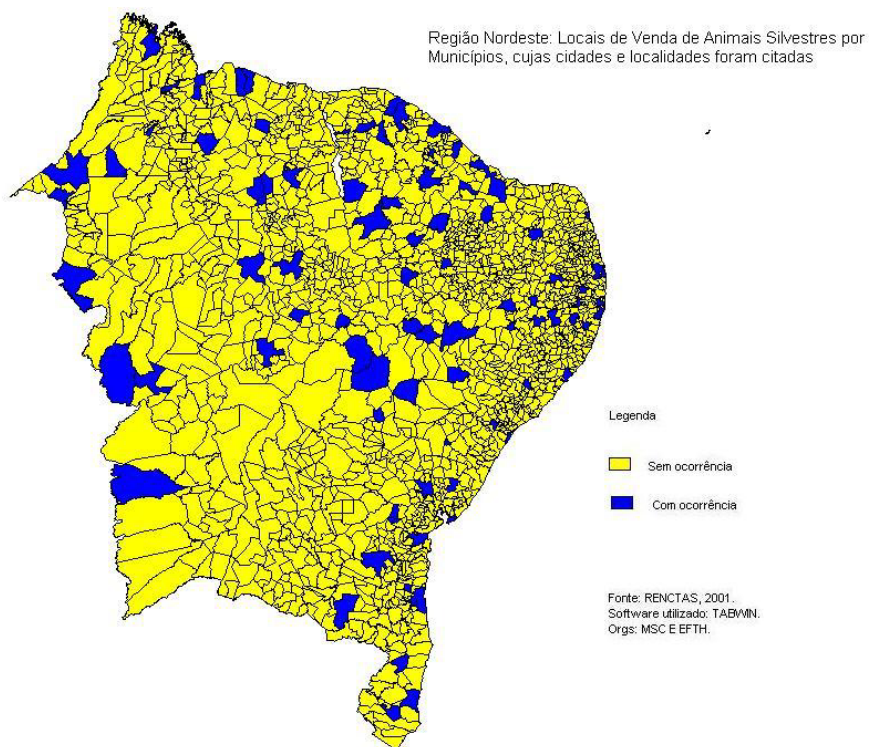 Região Nordeste: Locais de Venda de Animais Silvestres por
Municípios, cujas cidades e localidades foram citadas
Legenda
Sem ocorrência
Com ocorrência
Fonte: RENCTAS, 2001.
Software utilizado: TABWIN.
Orgs: MSC E EFTH.